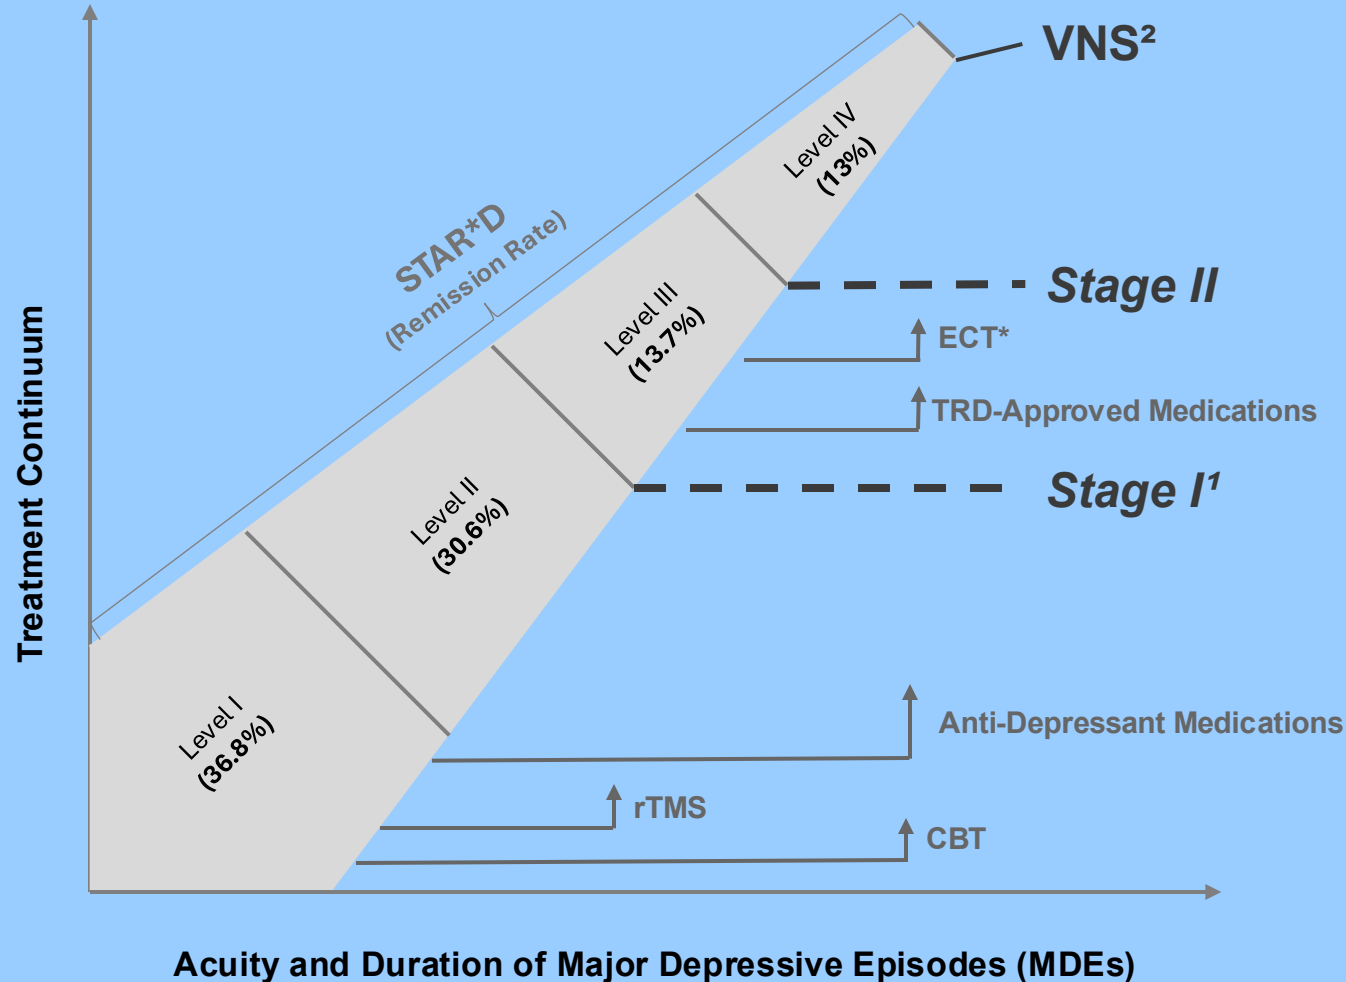 VNS²
Level IV
(13%)
STAR*D
(Remission Rate)
Stage II
Level III
(13.7%)
ECT*
TRD-Approved Medications
Stage I¹
Level II
(30.6%)
Treatment Continuum
Level I
(36.8%)
Anti-Depressant Medications
rTMS
CBT
Acuity and Duration of Major Depressive Episodes (MDEs)